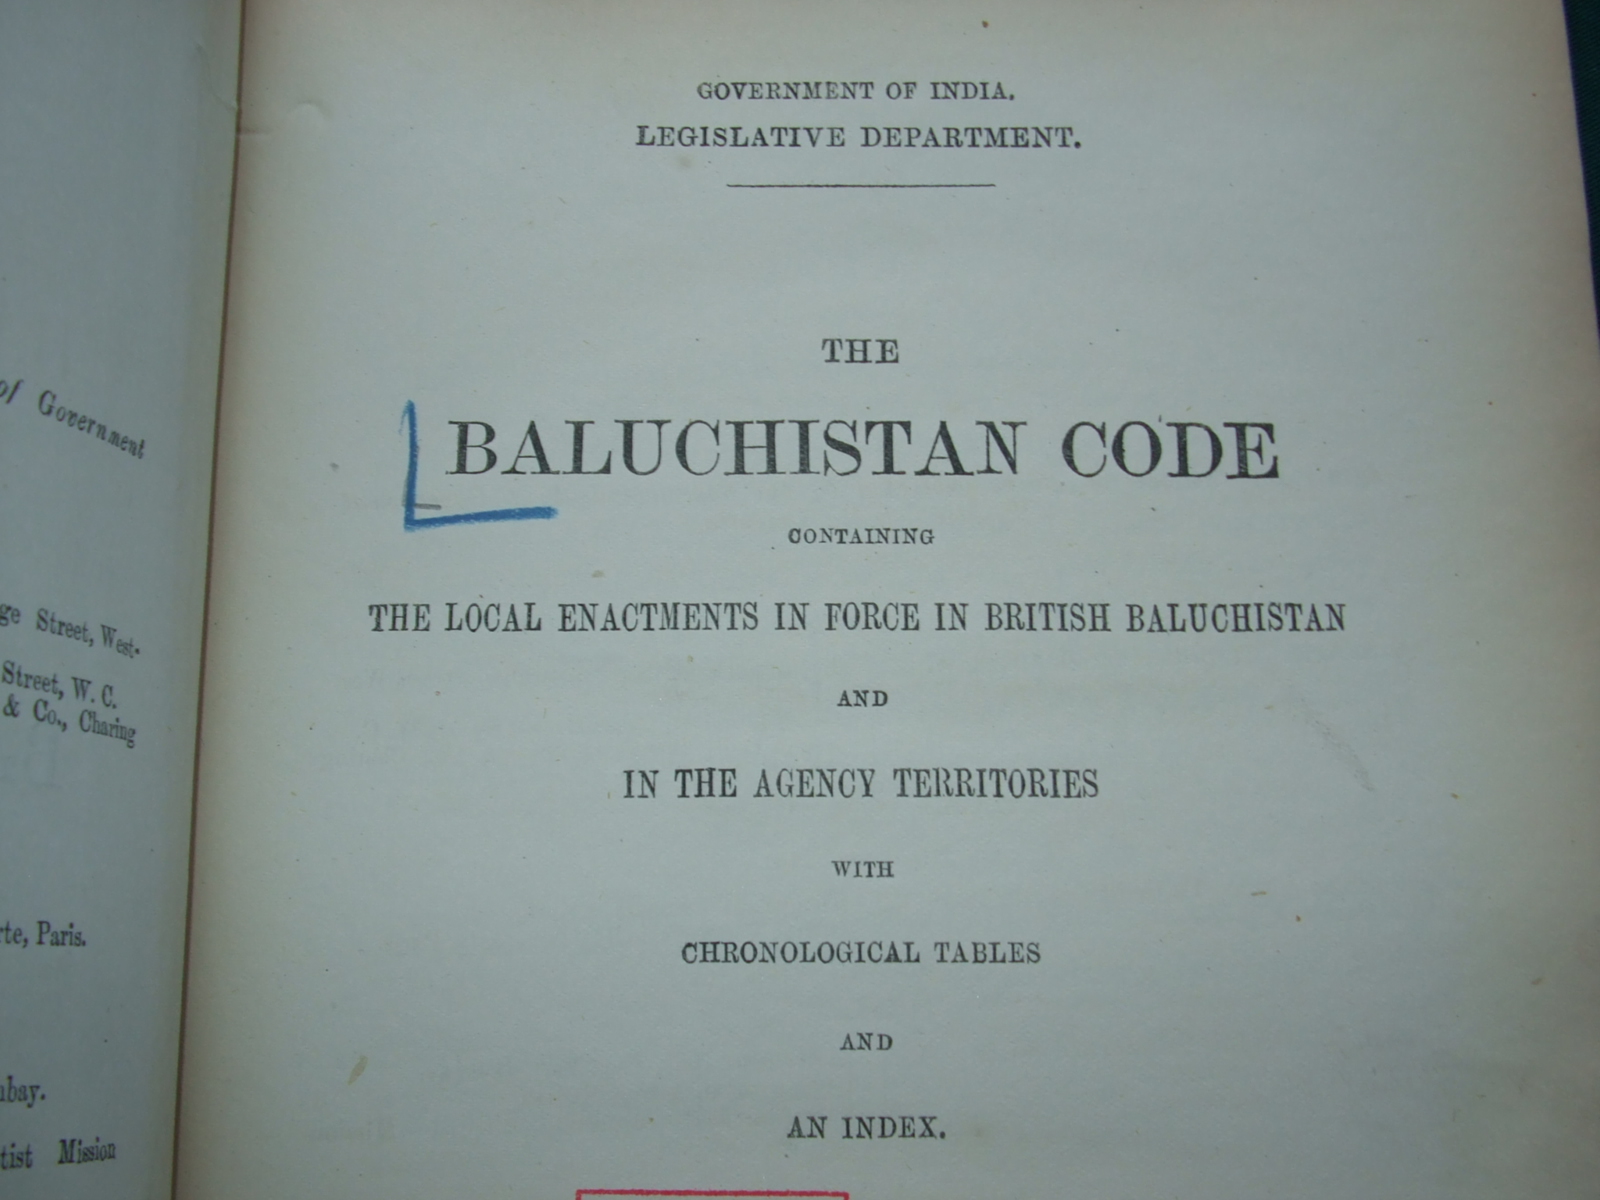 of Government
Street, West-
Street, W. C.
& Co., Charing
Paris.
Mission
GOVERNMENT OF INDIA.
LEGISLATIVE DEPARTMENT.
THE
BALUCHISTAN CODE
CONTAINING
THE LOCAL ENACTMENTS IN FORCE IN BRITISH BALUCHISTAN
AND
IN THE AGENCY TERRITORIES
WITH
CHRONOLOGICAL TABLES
AND
AN INDEX.